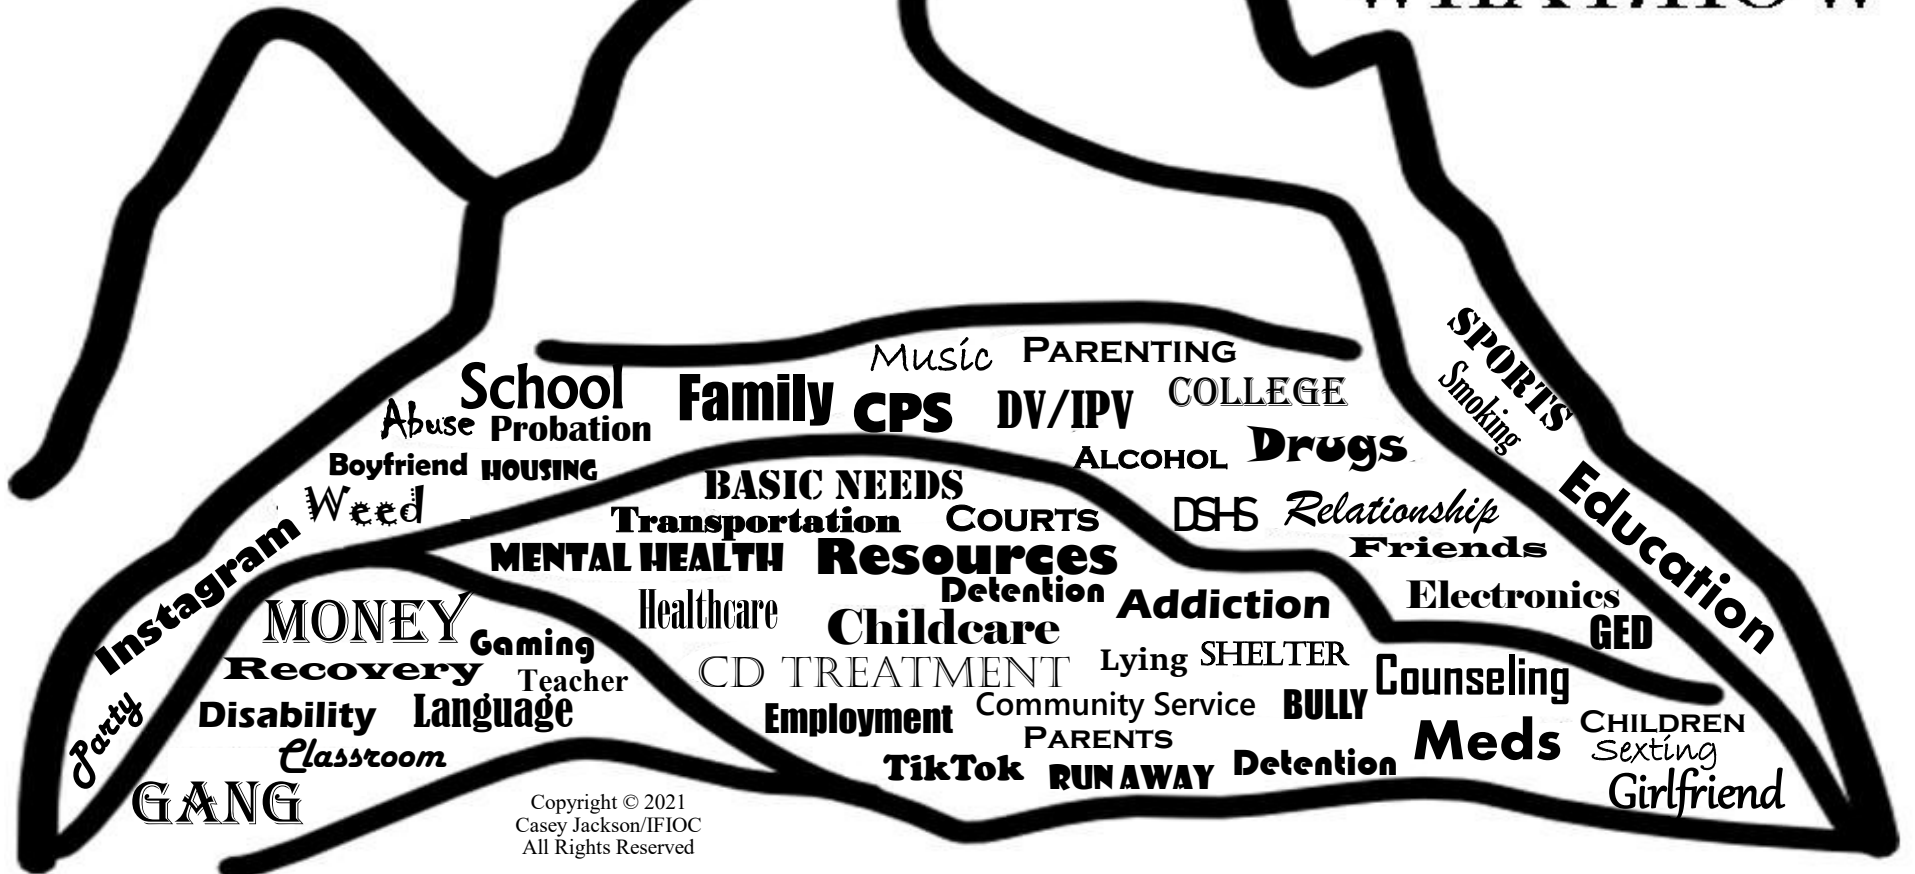 WHAT/HOW
Music PARENTING
School Family CPS DV/IPV COLLEGE
SPORTS
Smoking
Abuse Probation
Boyfriend HOUSING
ALCOHOL Drugs
Weed
BASIC NEEDS
Transportation COURTS
DSHS Relationship
Education
Instagram
MENTAL HEALTH Resources
Friends
Healthcare Detention Addiction
Electronics
MONEY
Gaming
Childcare
GED
Recovery
Teacher
CD TREATMENT Lying SHELTER
Counseling
Party
Disability Language
Employment Community Service BULLY
CHILDREN
PARENTS
Meds
Sexting
Classroom
TikTok RUN AWAY Detention
Girlfriend
GANG
Copyright © 2021
Casey Jackson/IFIOC
All Rights Reserved